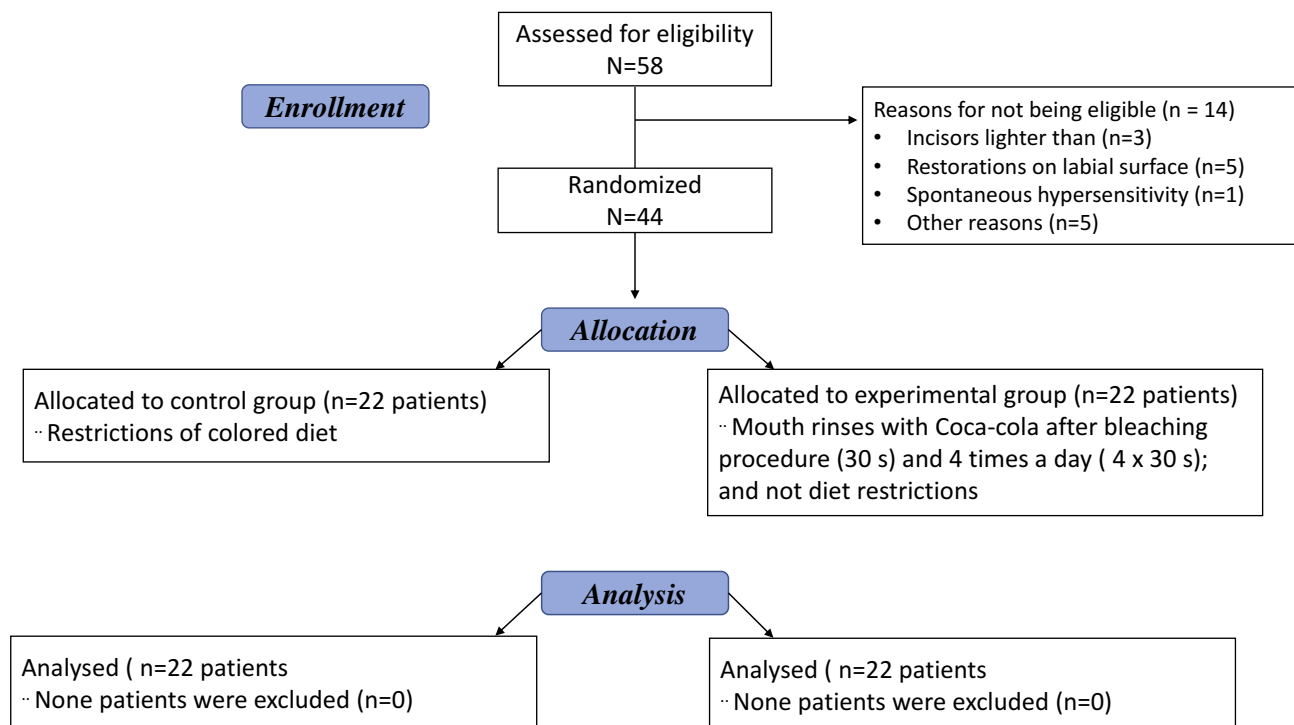 Assessed for eligibility
N=58
Enrollment
Reasons for not being eligible (n = 14)
• Incisors lighter than (n=3)
• Restorations on labial surface (n=5)
• Spontaneous hypersensitivity (n=1)
• Other reasons (n=5)
Randomized
N=44
Allocation
Allocated to control group (n=22 patients)
¨ Restrictions of colored diet
Allocated to experimental group (n=22 patients)
¨ Mouth rinses with Coca-cola after bleaching
procedure (30 s) and 4 times a day ( 4 x 30 s);
and not diet restrictions
Analysis
Analysed ( n=22 patients
¨ None patients were excluded (n=0)
Analysed ( n=22 patients
¨ None patients were excluded (n=0)